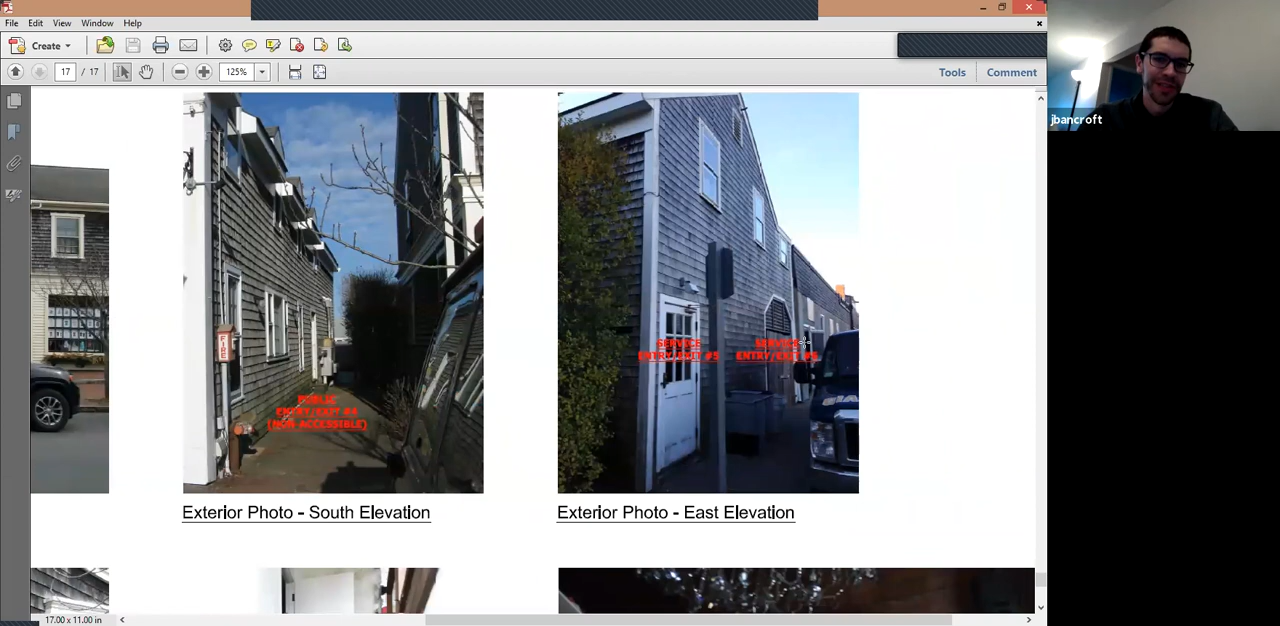 File Edit View Window Help
Create
17 / 17
125%
Tools Comment
jbancroft
FIRE
PUBLIC
ENTRY/EXIT #4
(NON ACCESSIBLE)
SERVICE
ENTRY/EXIT #5
SERVICE
ENTRY/EXIT
Exterior Photo - South Elevation
Exterior Photo - East Elevation
17.00 x 11.00 in